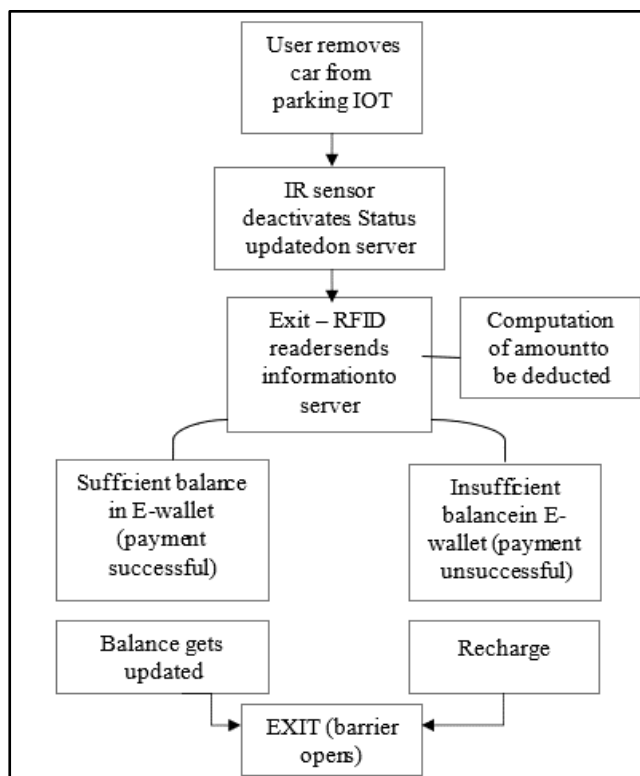 User removes
car from
parking IOT
IR sensor
deactivates. Status
updatedon server
Exit – RFID
readersends
informationto
server
Computation
of amountto
be deducted
Sufficient balance
in E-wallet
(payment
successful)
Insufficient
balancein E-
wallet (payment
unsuccessful)
Balance gets
updated
Recharge
EXIT (barrier
opens)